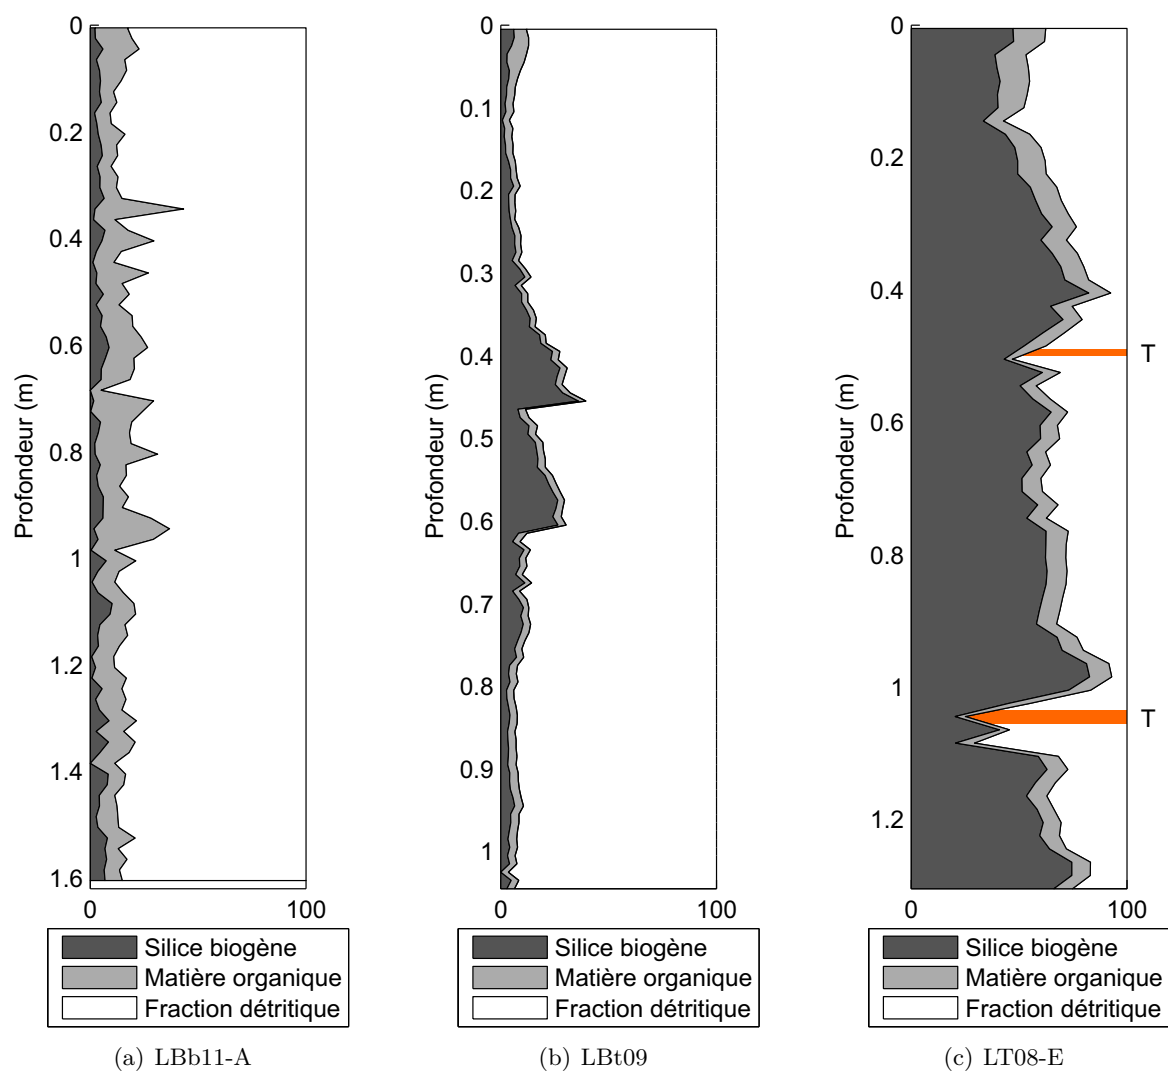 0
0.2
0.4
0.6
0.8
1
1.2
1.4
1.6
Profondeur (m)
0 100
Silice biogène
Matière organique
Fraction détritique
(a) LBb11-A
0
0.1
0.2
0.3
0.4
0.5
0.6
0.7
0.8
0.9
1
Profondeur (m)
0 100
Silice biogène
Matière organique
Fraction détritique
(b) LBt09
0
0.2
0.4
0.6
0.8
1
1.2
Profondeur (m)
T
T
0 100
Silice biogène
Matière organique
Fraction détritique
(c) LT08-E